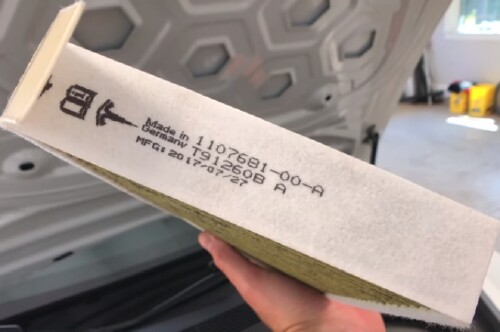 Made in
Germany
1107681-00-A
T91260B A
MFG: 2017/07/27